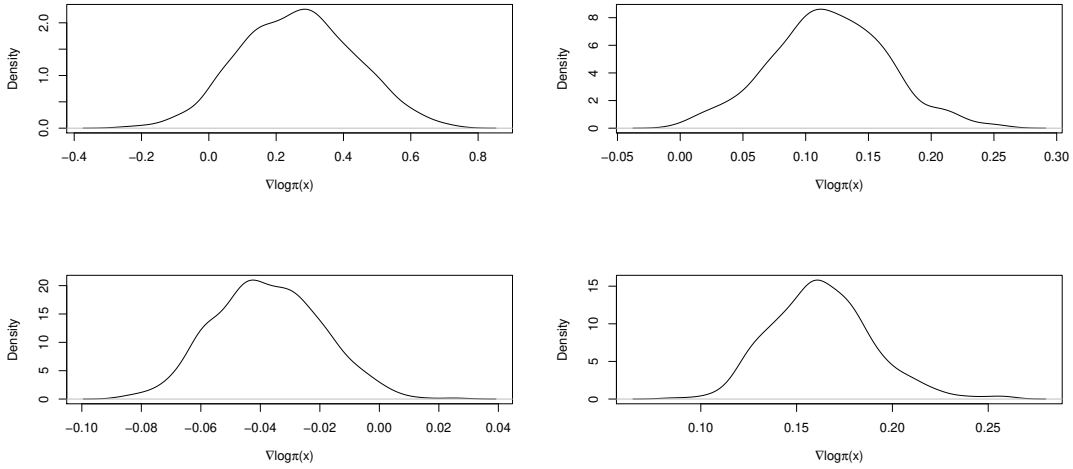 Density
0.0 1.0 2.0
−0.4 −0.2 0.0 0.2 0.4 0.6 0.8
∇logπ(x)
Density
0 2 4 6 8
−0.05 0.00 0.05 0.10 0.15 0.20 0.25 0.30
∇logπ(x)
Density
0 5 10 15 20
−0.10 −0.08 −0.06 −0.04 −0.02 0.00 0.02 0.04
∇logπ(x)
Density
0 5 10 15
0.10 0.15 0.20 0.25
∇logπ(x)